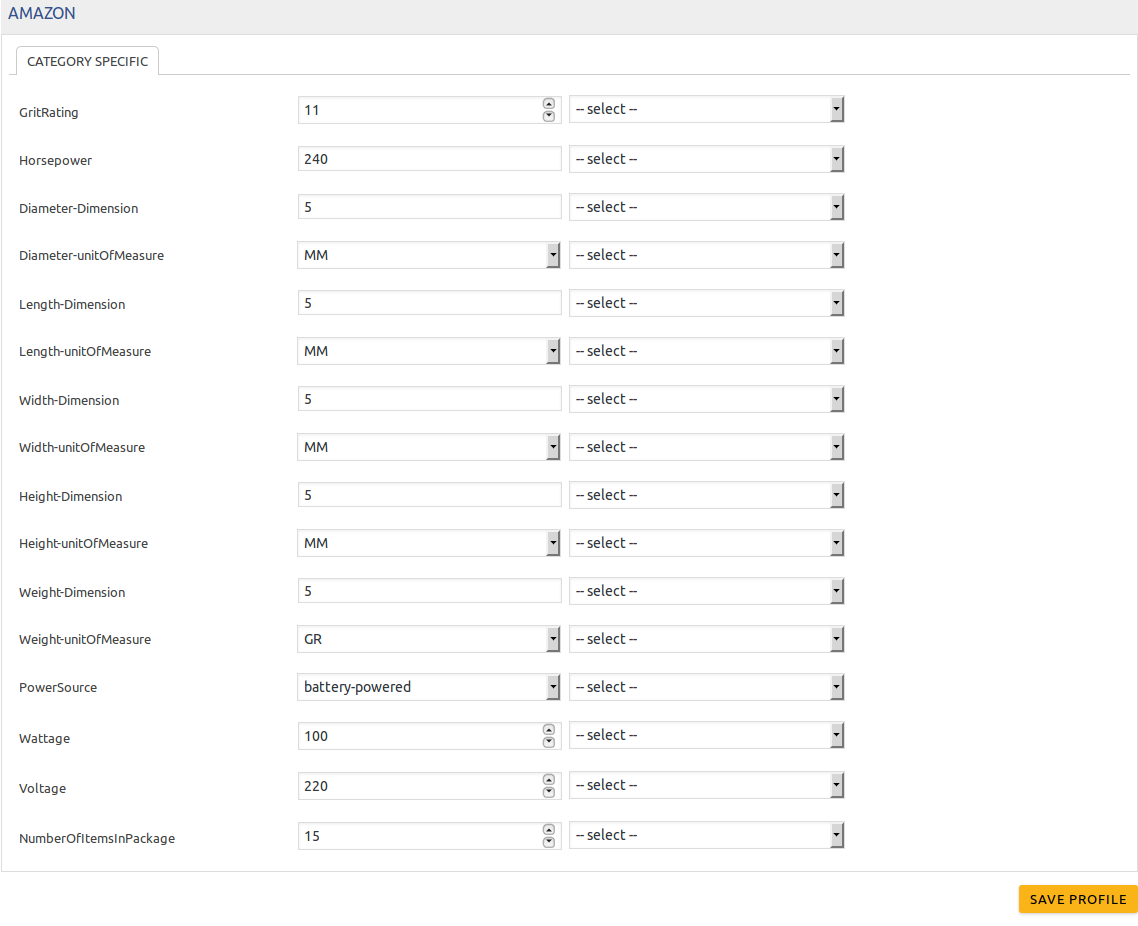 AMAZON
CATEGORY SPECIFIC
GritRating 11 -- select --
Horsepower 240 -- select --
Diameter-Dimension 5 -- select --
Diameter-unitOfMeasure MM -- select --
Length-Dimension 5 -- select --
Length-unitOfMeasure MM -- select --
Width-Dimension 5 -- select --
Width-unitOfMeasure MM -- select --
Height-Dimension 5 -- select --
Height-unitOfMeasure MM -- select --
Weight-Dimension 5 -- select --
Weight-unitOfMeasure GR -- select --
PowerSource battery-powered -- select --
Wattage 100 -- select --
Voltage 220 -- select --
NumberOfItemsInPackage 15 -- select --
SAVE PROFILE